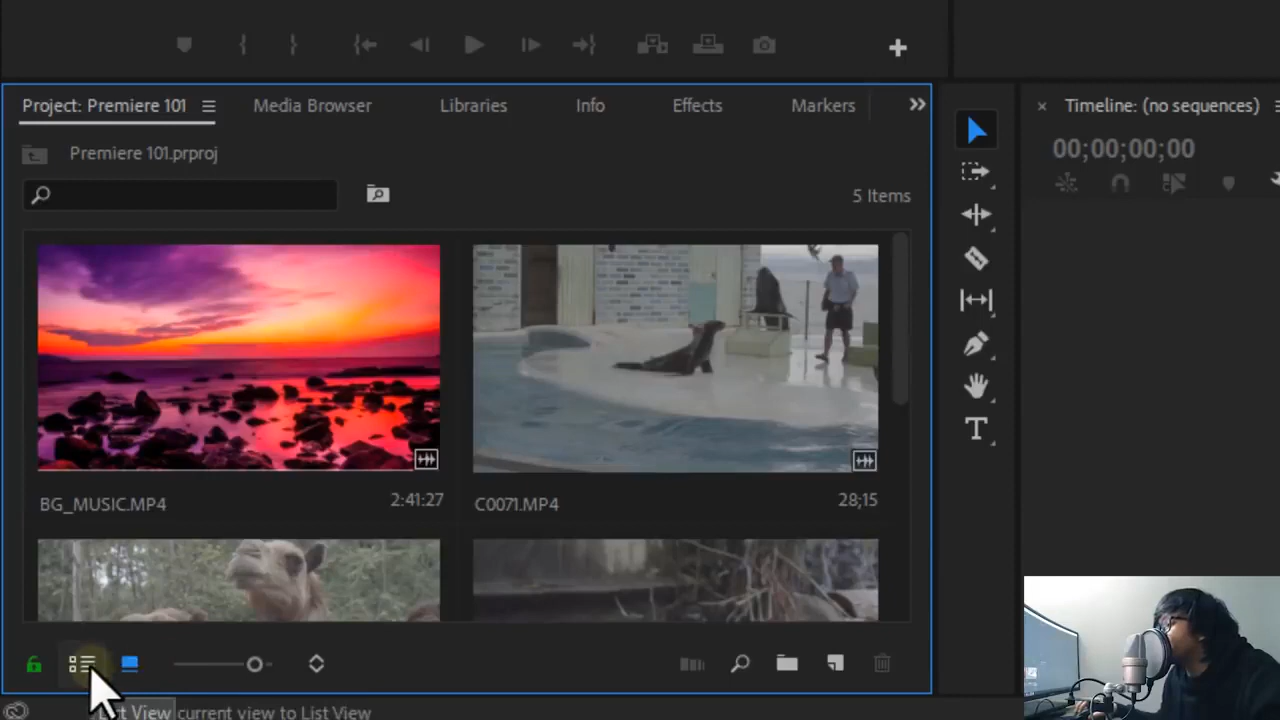 Project: Premiere 101
Media Browser
Libraries
Info
Effects
Markers
Timeline: (no sequences)
Premiere 101.prproj
00;00;00;00
5 Items
BG_MUSIC.MP4
2:41:27
C0071.MP4
28;15
View current view to List View